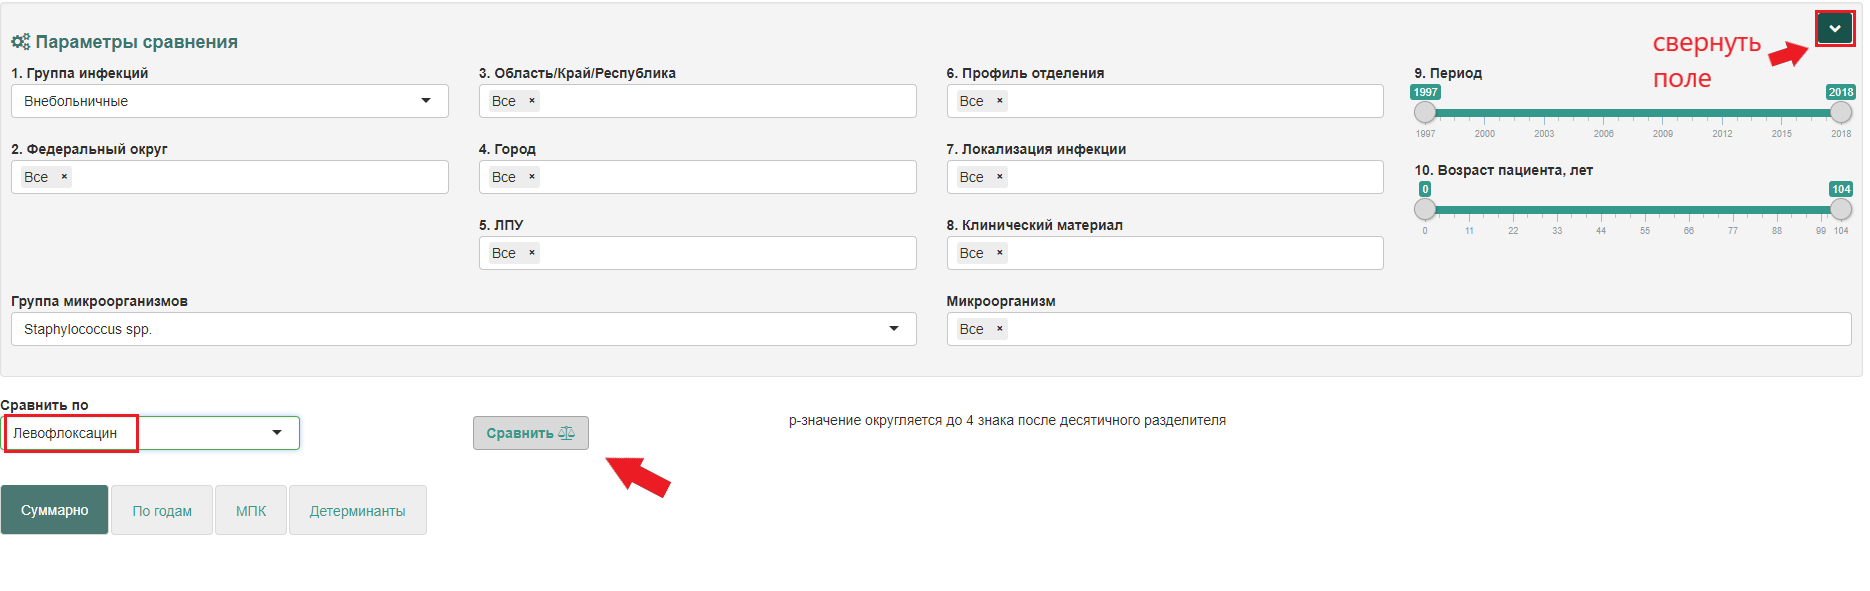 Параметры сравнения
свернуть
поле
1. Группа инфекций
Внебольничные
2. Федеральный округ
Все ×
3. Область/Край/Республика
Все ×
4. Город
Все ×
5. ЛПУ
Все ×
6. Профиль отделения
Все ×
7. Локализация инфекции
Все ×
8. Клинический материал
Все ×
9. Период
1997 2018
1997 2000 2003 2006 2009 2012 2015 2018
10. Возраст пациента, лет
0 104
0 11 22 33 44 55 66 77 88 99 104
Группа микроорганизмов
Staphylococcus spp.
Микроорганизм
Все ×
Сравнить по
Левофлоксацин
Сравнить
p-значение округляется до 4 знака после десятичного разделителя
Суммарно
По годам
МПК
Детерминанты